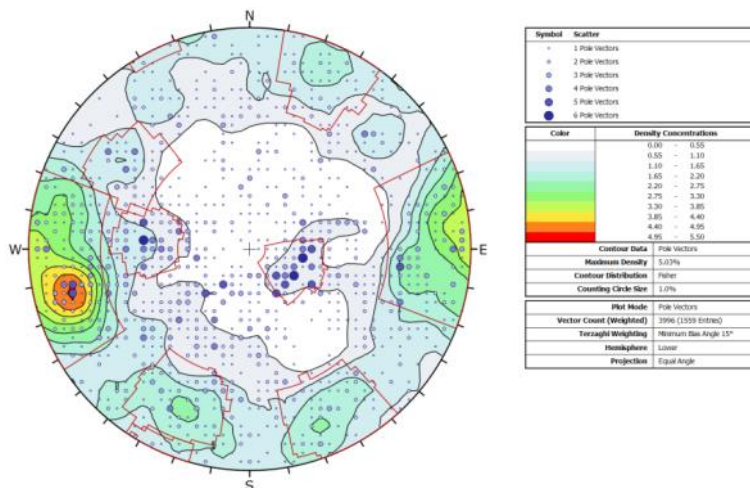 N
W
E
S
Symbol Scatter
1 Pole Vectors
2 Pole Vectors
3 Pole Vectors
4 Pole Vectors
5 Pole Vectors
6 Pole Vectors
Color Density Concentrations
0.00 - 0.55
0.55 - 1.10
1.10 - 1.65
1.65 - 2.20
2.20 - 2.75
2.75 - 3.30
3.30 - 3.85
3.85 - 4.40
4.40 - 4.95
4.95 - 5.50
Contour Data Pole Vectors
Maximum Density 5.03%
Contour Distribution Fisher
Counting Circle Size 1.0%
Plot Mode Pole Vectors
Vector Count (Weighted) 3996 (1559 Entries)
Terzaghi Weighting Minimum Bias Angle 15°
Hemisphere Lower
Projection Equal Angle